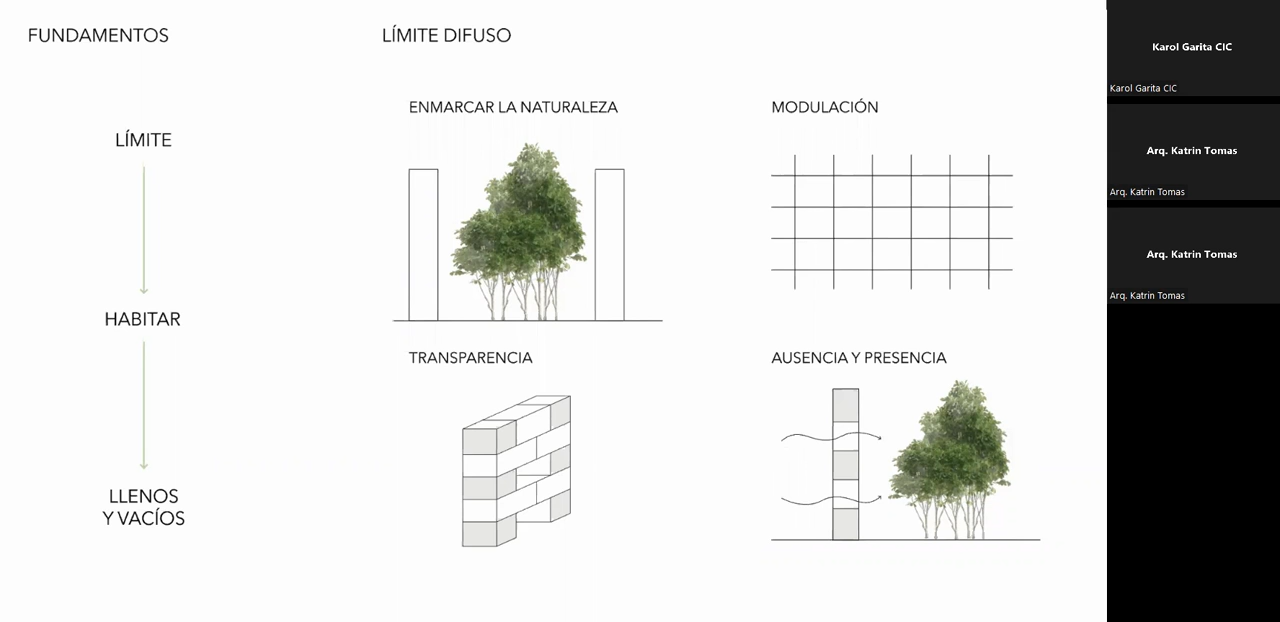 FUNDAMENTOS
LÍMITE DIFUSO
LÍMITE
HABITAR
LLENOS
Y VACÍOS
ENMARCAR LA NATURALEZA
MODULACIÓN
TRANSPARENCIA
AUSENCIA Y PRESENCIA
Karol Garita CIC
Karol Garita CIC
Arq. Katrin Tomas
Arq. Katrin Tomas
Arq. Katrin Tomas
Arq. Katrin Tomas